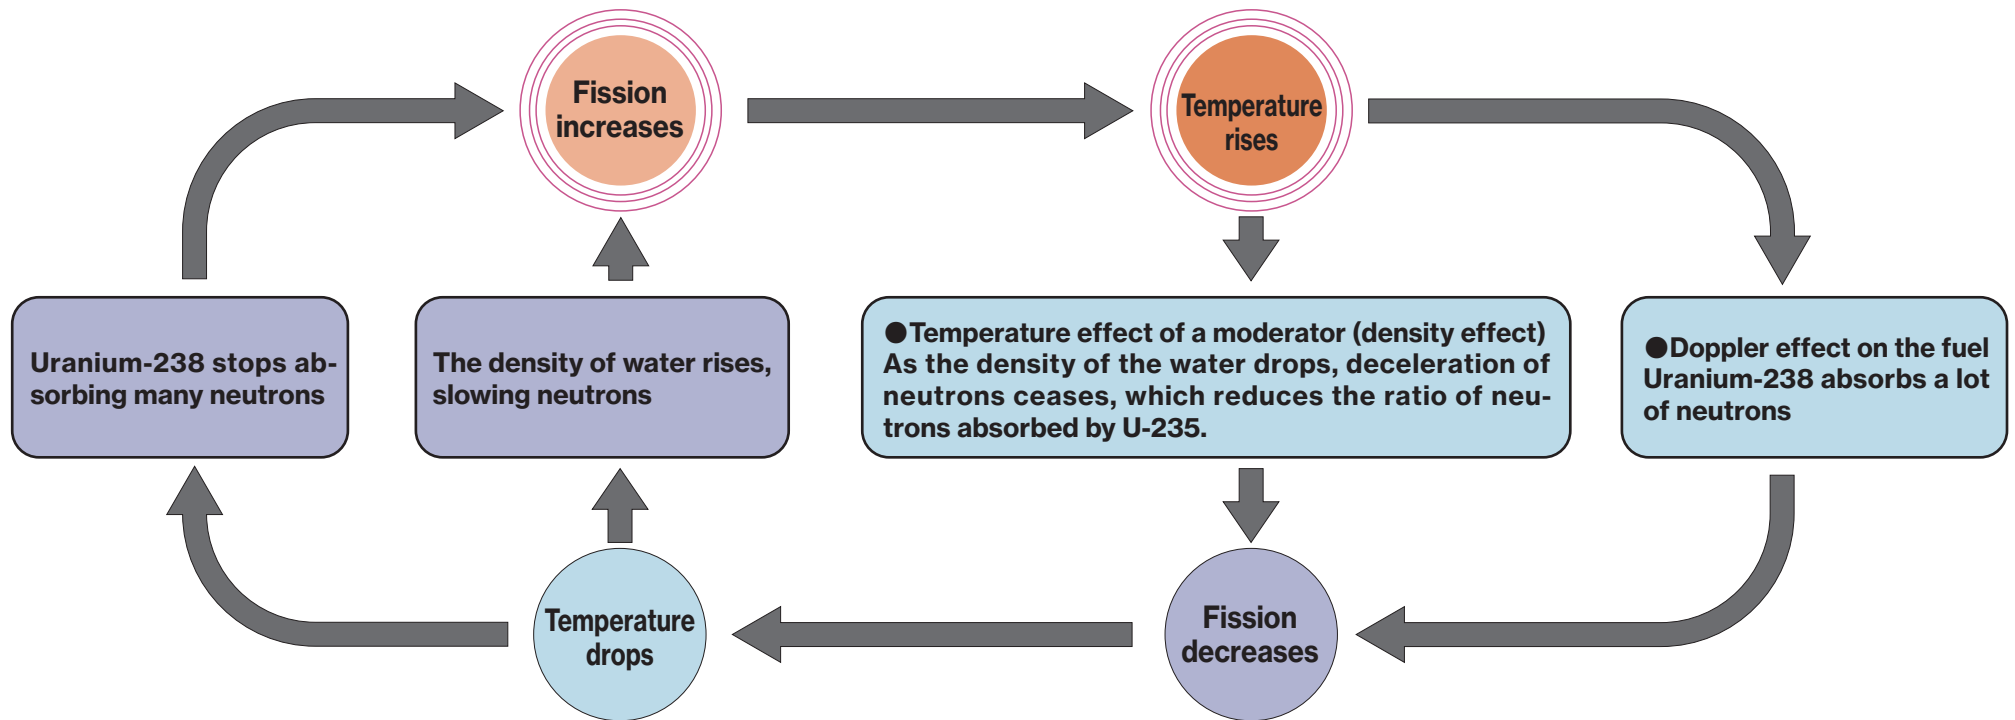 Fission
increases
Temperature
rises
Uranium-238 stops ab-
sorbing many neutrons
The density of water rises,
slowing neutrons
●Temperature effect of a moderator (density effect)
As the density of the water drops, deceleration of
neutrons ceases, which reduces the ratio of neu-
trons absorbed by U-235.
●Doppler effect on the fuel
Uranium-238 absorbs a lot
of neutrons
Temperature
drops
Fission
decreases